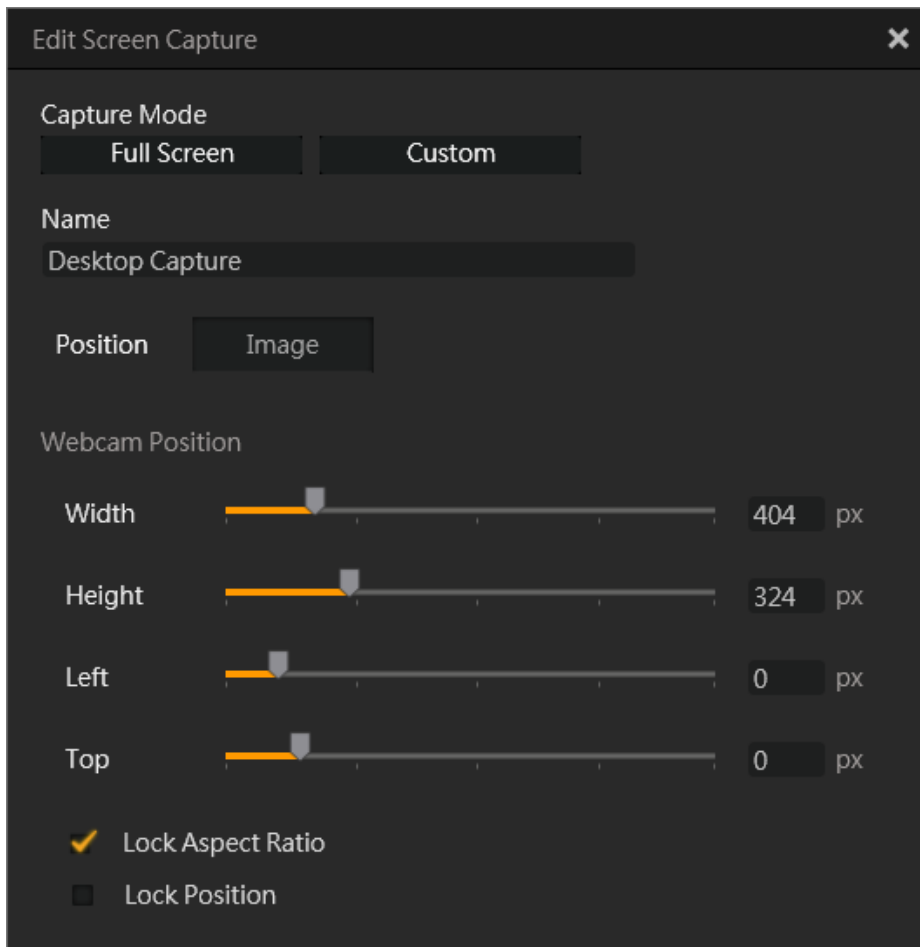 Edit Screen Capture
Capture Mode
Full Screen Custom
Name
Desktop Capture
Position Image
Webcam Position
Width 404 px
Height 324 px
Left 0 px
Top 0 px
Lock Aspect Ratio
Lock Position